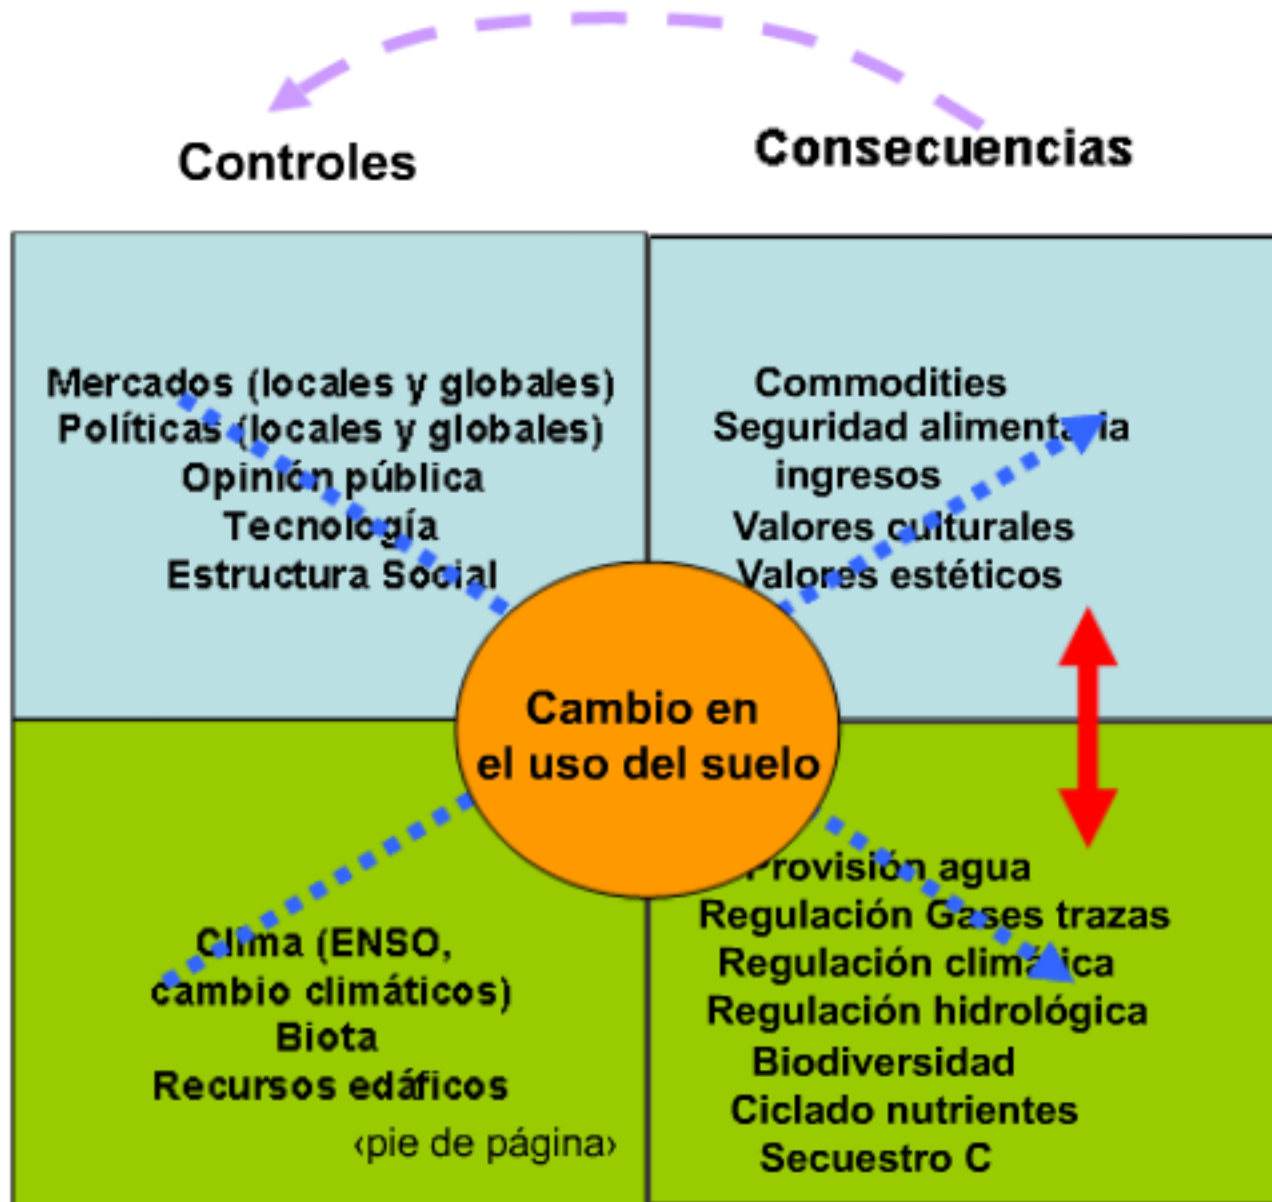 Controles
Consecuencias
Mercados (locales y globales)
Políticas (locales y globales)
Opinión pública
Tecnología
Estructura Social
Commodities
Seguridad alimentaria
ingresos
Valores culturales
Valores estéticos
Cambio en
el uso del suelo
Clima (ENSO,
cambio climáticos)
Biota
Recursos edáficos
‹pie de página›
Provisión agua
Regulación Gases trazas
Regulación climática
Regulación hidrológica
Biodiversidad
Ciclado nutrientes
Secuestro C